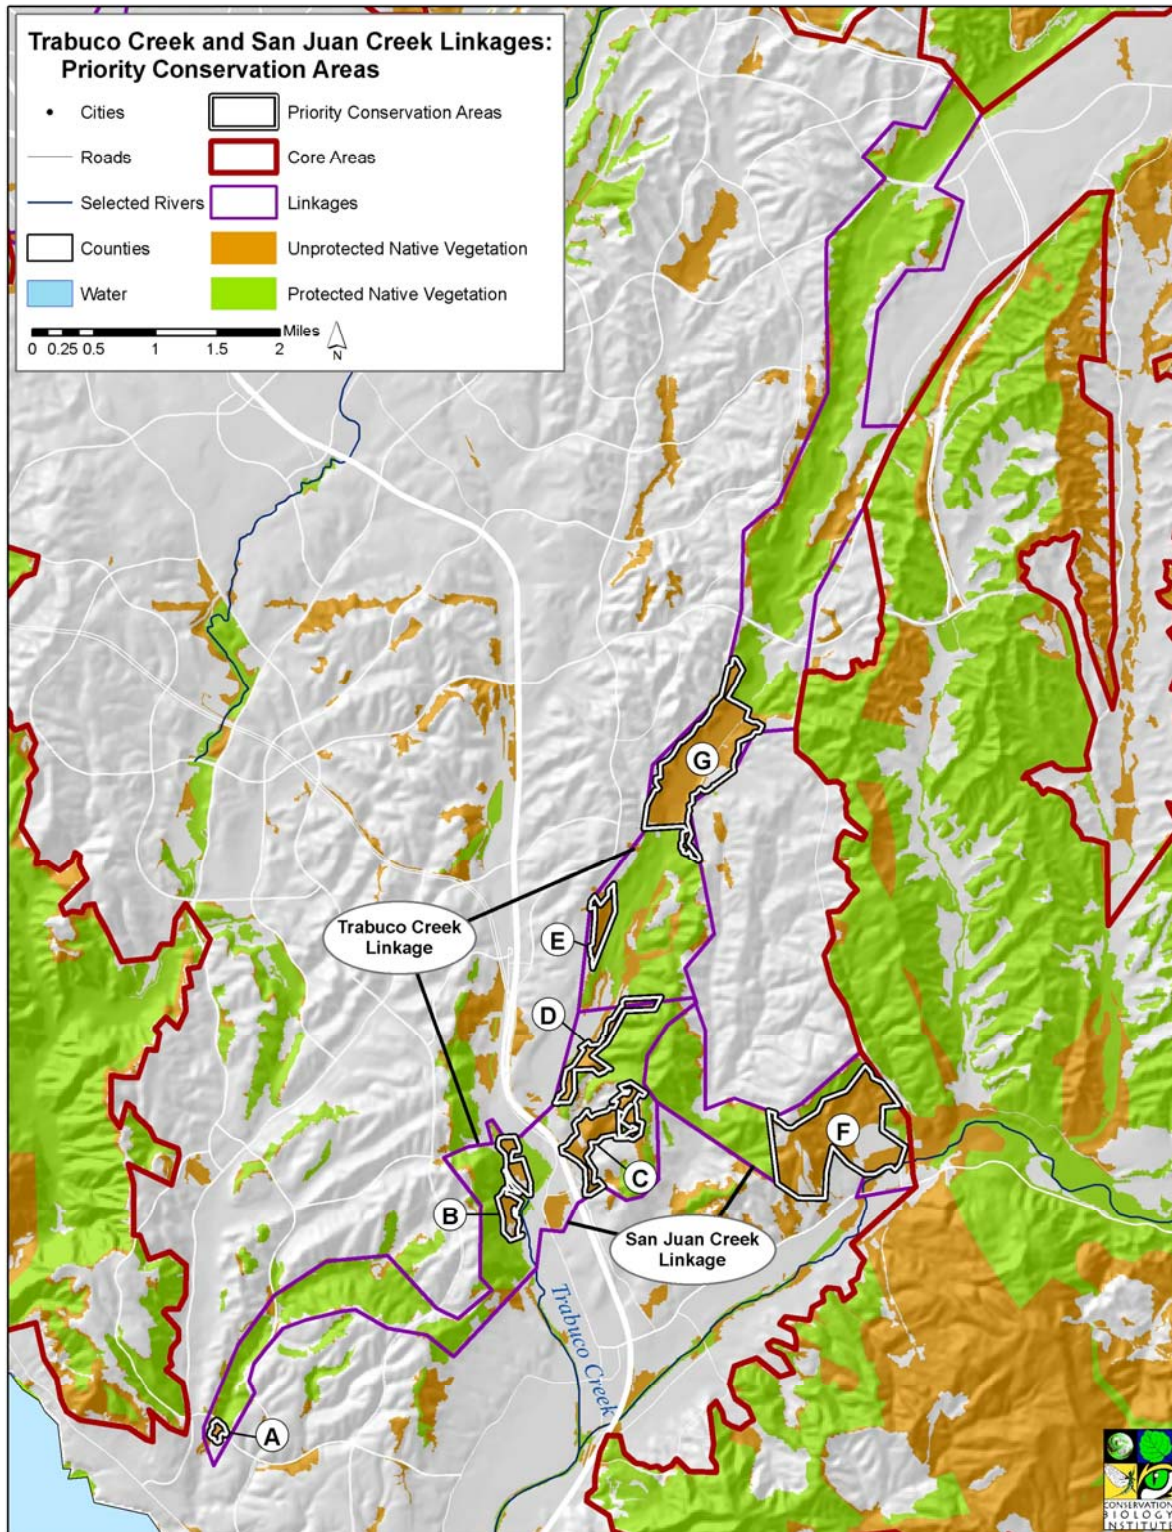 Trabuco Creek and San Juan Creek Linkages:
Priority Conservation Areas
Cities
Priority Conservation Areas
Roads
Core Areas
Selected Rivers
Linkages
Counties
Unprotected Native Vegetation
Water
Protected Native Vegetation
Miles
0 0.25 0.5 1 1.5 2
N
G
Trabuco Creek
Linkage
E
D
F
C
B
San Juan Creek
Linkage
Trabuco Creek
A
CONSERVATION
BIOLOGY
INSTITUTE